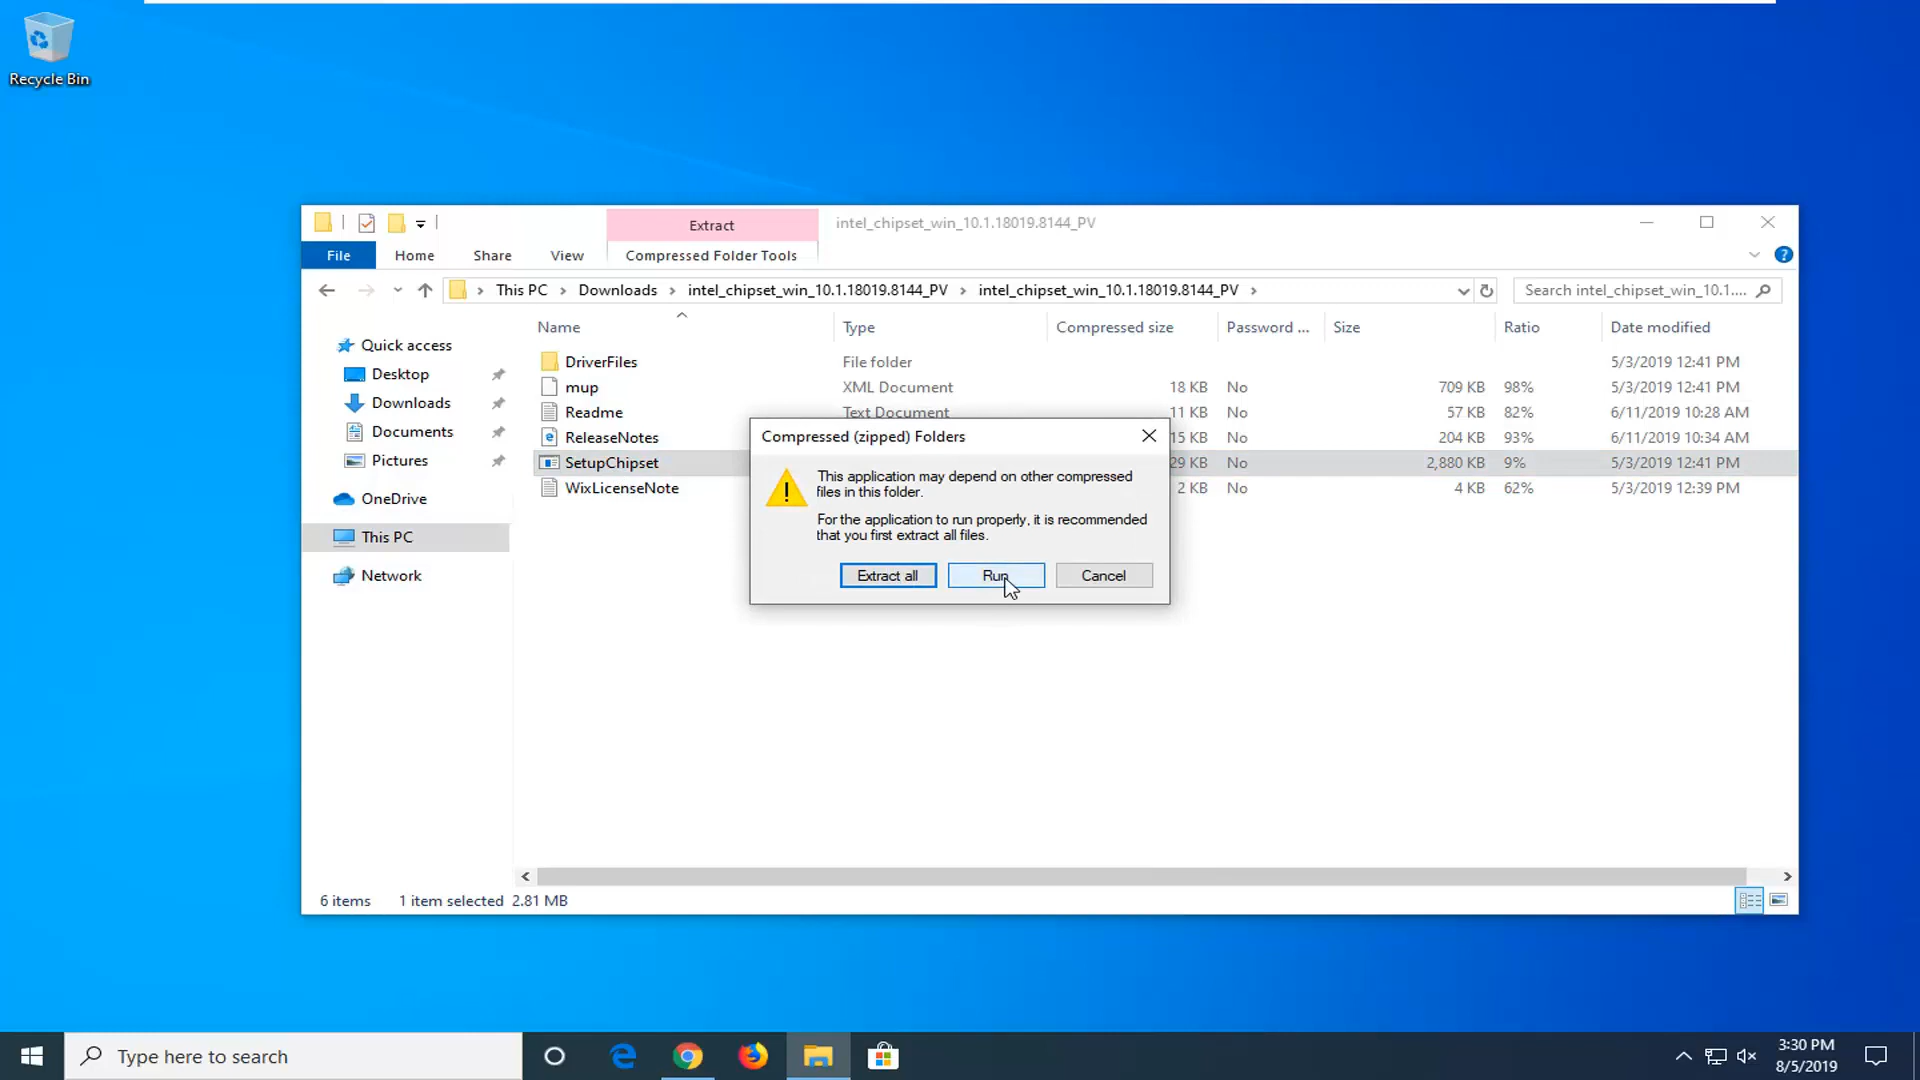 Recycle Bin
Extract
intel_chipset_win_10.1.18019.8144_PV
File
Home
Share
View
Compressed Folder Tools
This PC
Downloads
intel_chipset_win_10.1.18019.8144_PV
intel_chipset_win_10.1.18019.8144_PV
Search intel_chipset_win_10.1....
Name
Type
Compressed size
Password ...
Size
Ratio
Date modified
Quick access
Desktop
Downloads
Documents
Pictures
OneDrive
This PC
Network
DriverFiles File folder 5/3/2019 12:41 PM
mup XML Document 18 KB No 709 KB 98% 5/3/2019 12:41 PM
Readme Text Document 11 KB No 57 KB 82% 6/11/2019 10:28 AM
ReleaseNotes 15 KB No 204 KB 93% 6/11/2019 10:34 AM
SetupChipset 29 KB No 2,880 KB 9% 5/3/2019 12:41 PM
WixLicenseNote 2 KB No 4 KB 62% 5/3/2019 12:39 PM
Compressed (zipped) Folders
This application may depend on other compressed
files in this folder.
For the application to run properly, it is recommended
that you first extract all files.
Extract all
Run
Cancel
6 items
1 item selected 2.81 MB
Type here to search
3:30 PM
8/5/2019